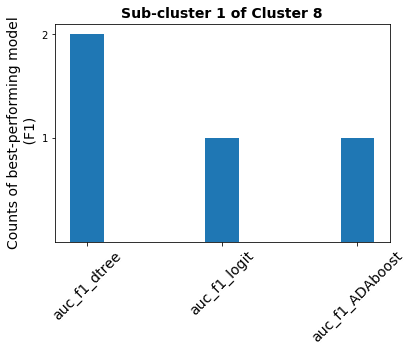 Sub-cluster 1 of Cluster 8
Counts of best-performing model
(F1)
2
1
auc_f1_dtree
auc_f1_logit
auc_f1_ADAboost